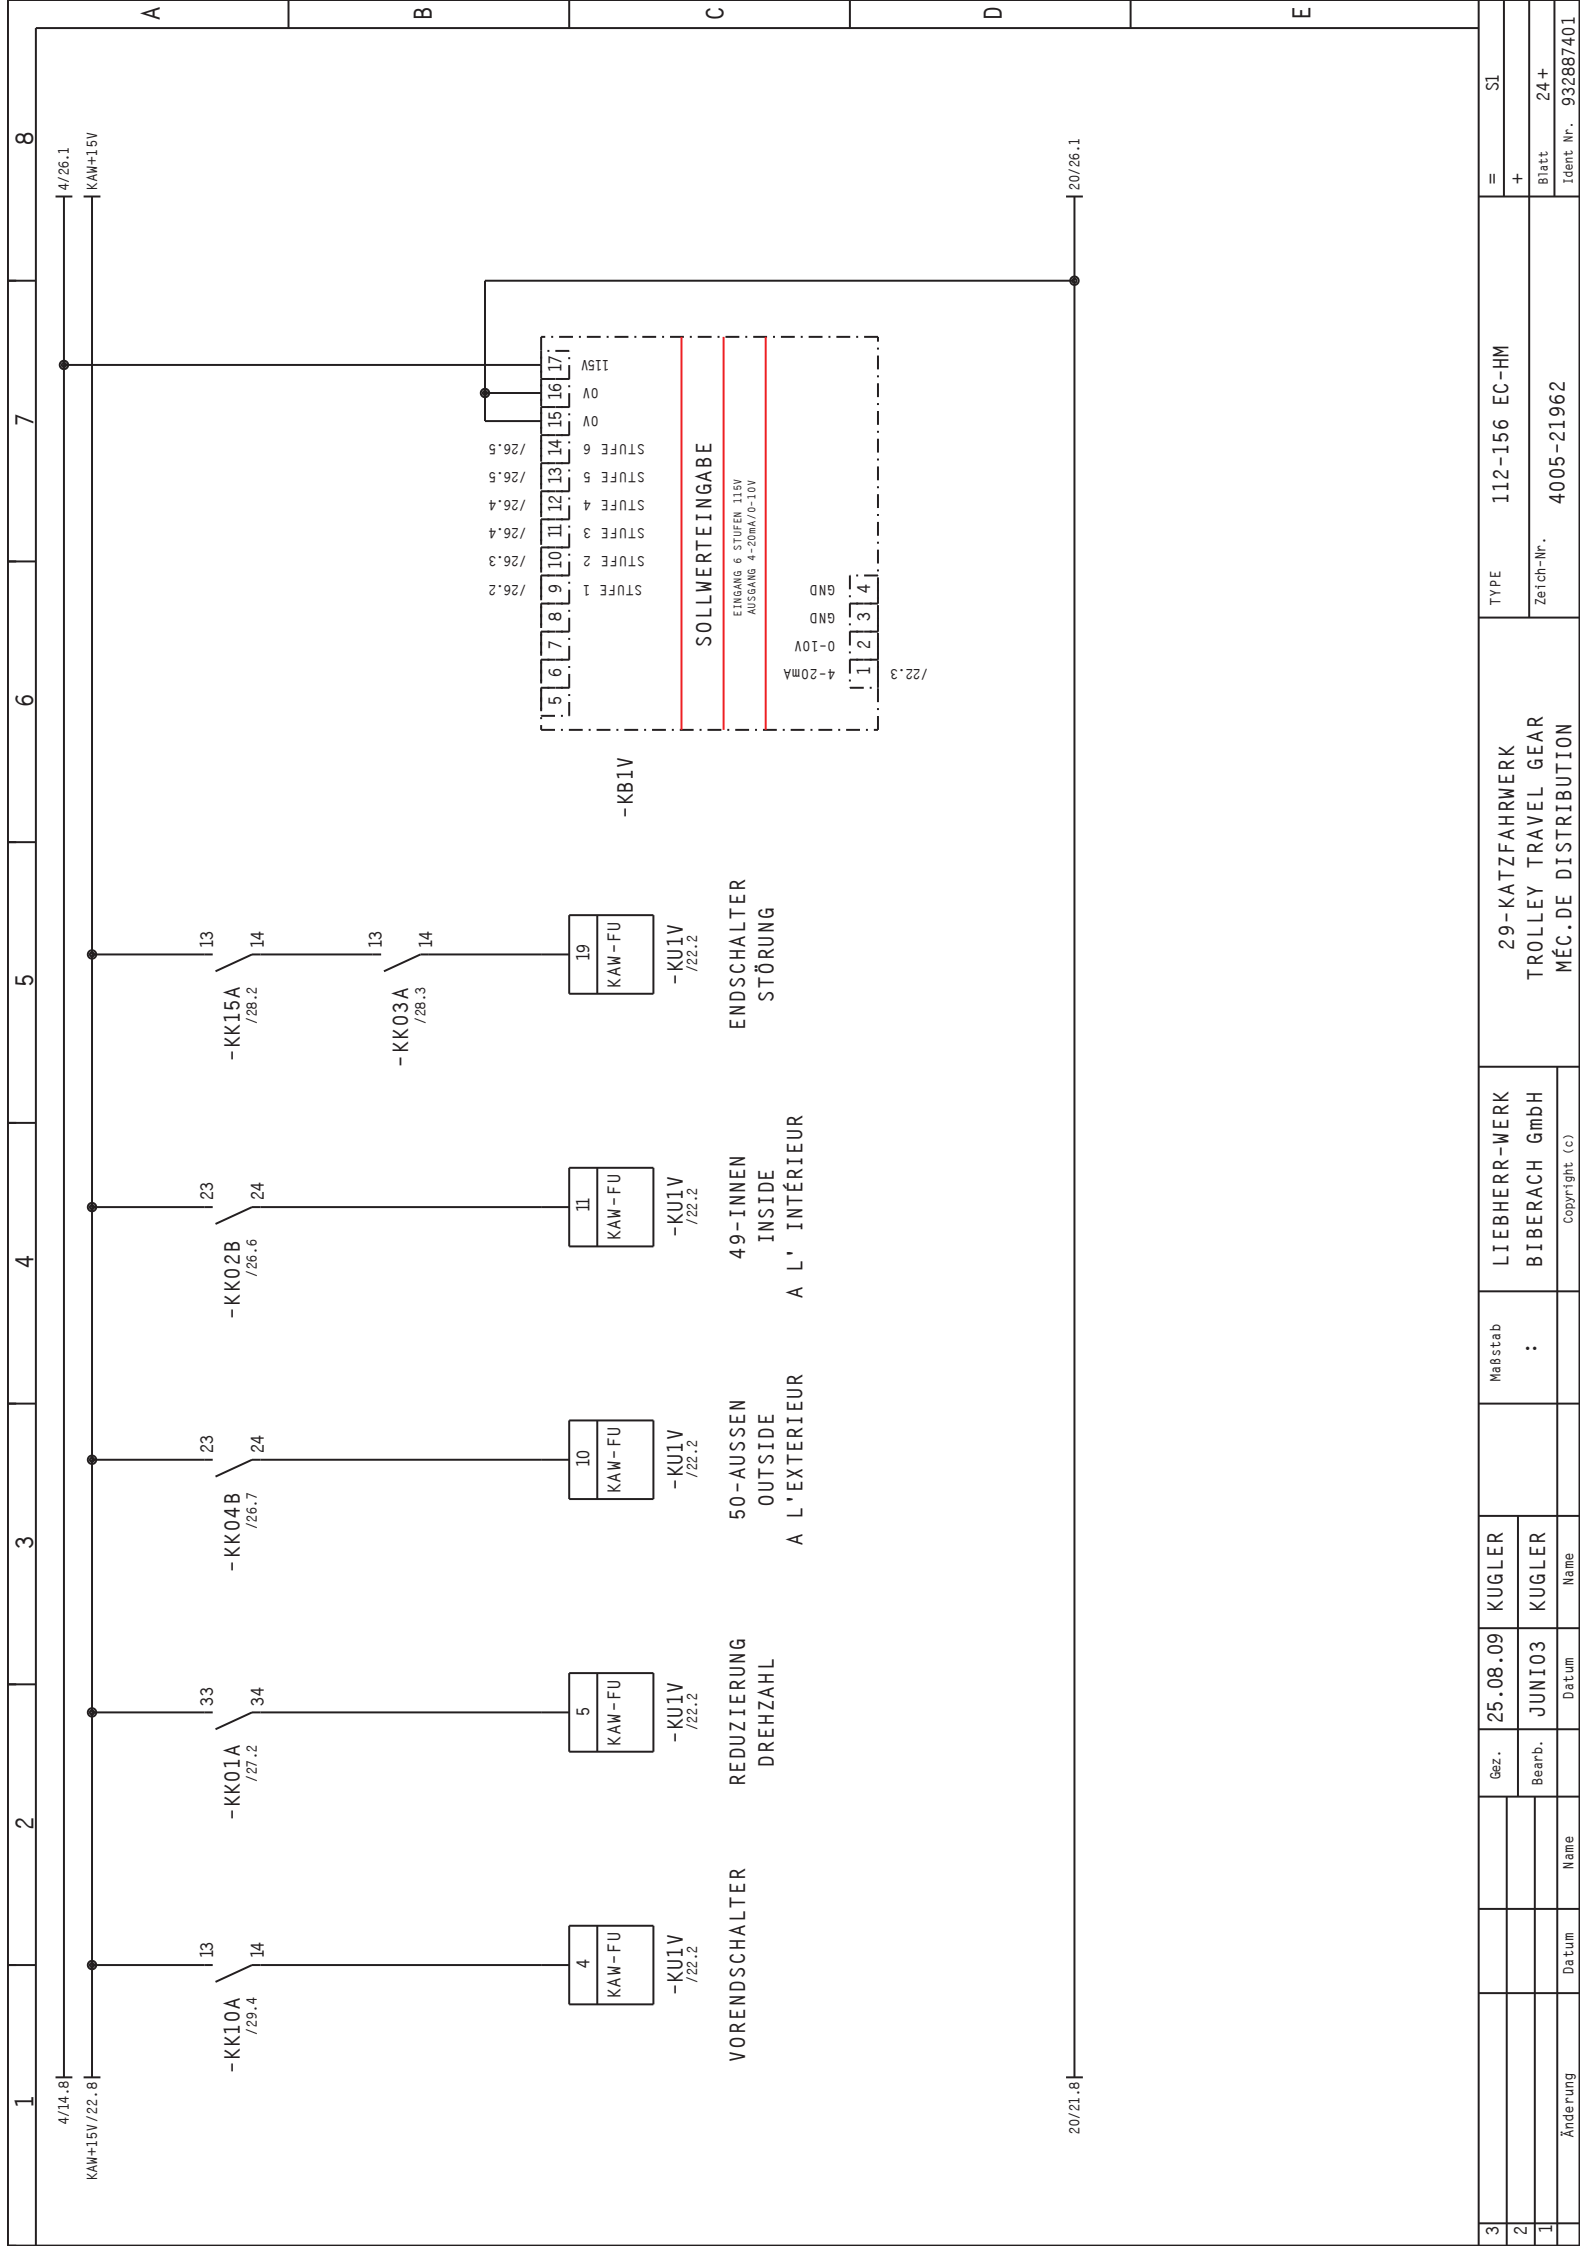 1
2
3
4
5
6
7
8
A
B
C
D
E
4/14.8
4/26.1
KAW+15V/22.8
KAW+15V
-KK10A
/29.4
13
14
-KK01A
/27.2
33
34
-KK04B
/26.7
23
24
-KK02B
/26.6
23
24
-KK15A
/28.2
13
14
-KK03A
/28.3
13
14
4
KAW-FU
-KU1V
/22.2
VORENDSCHALTER
5
KAW-FU
-KU1V
/22.2
REDUZIERUNG
DREHZAHL
10
KAW-FU
-KU1V
/22.2
50-AUSSEN
OUTSIDE
A L'EXTERIEUR
11
KAW-FU
-KU1V
/22.2
49-INNEN
INSIDE
A L' INTÉRIEUR
19
KAW-FU
-KU1V
/22.2
ENDSCHALTER
STÖRUNG
-KB1V
/26.2
/26.3
/26.4
/26.4
/26.5
/26.5
5 6 7 8 9 10 11 12 13 14 15 16 17
STUFE 1
STUFE 2
STUFE 3
STUFE 4
STUFE 5
STUFE 6
0V
0V
115V
SOLLWERTEINGABE
EINGANG 6 STUFEN 115V
AUSGANG 4-20mA/0-10V
4-20mA
0-10V
GND
GND
1 2 3 4
/22.3
20/21.8
20/26.1
3
2
1
Änderung
Datum
Name
Gez.
25.08.09
KUGLER
Bearb.
JUNI03
KUGLER
Datum
Name
Maßstab
:
LIEBHERR-WERK
BIBERACH GmbH
Copyright (c)
29-KATZFAHRWERK
TROLLEY TRAVEL GEAR
MÉC.DE DISTRIBUTION
TYPE
112-156 EC-HM
Zeich-Nr.
4005-21962
=
S1
+
Blatt
24+
Ident Nr. 932887401